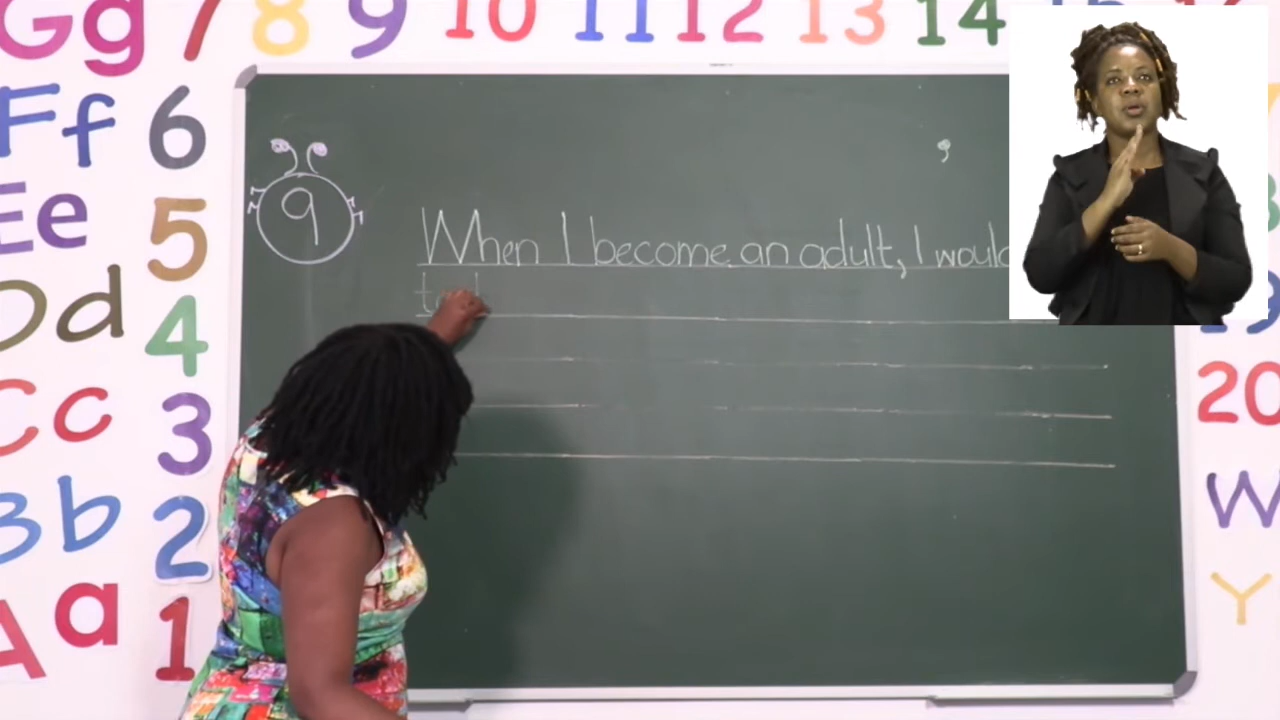 Gg 7 8 9 10 11 12 13 14
Ff 6
Ee 5
Dd 4
Cc 3
Bb 2
Aa 1
9
,
When I become an adult, I would
20
W
Y